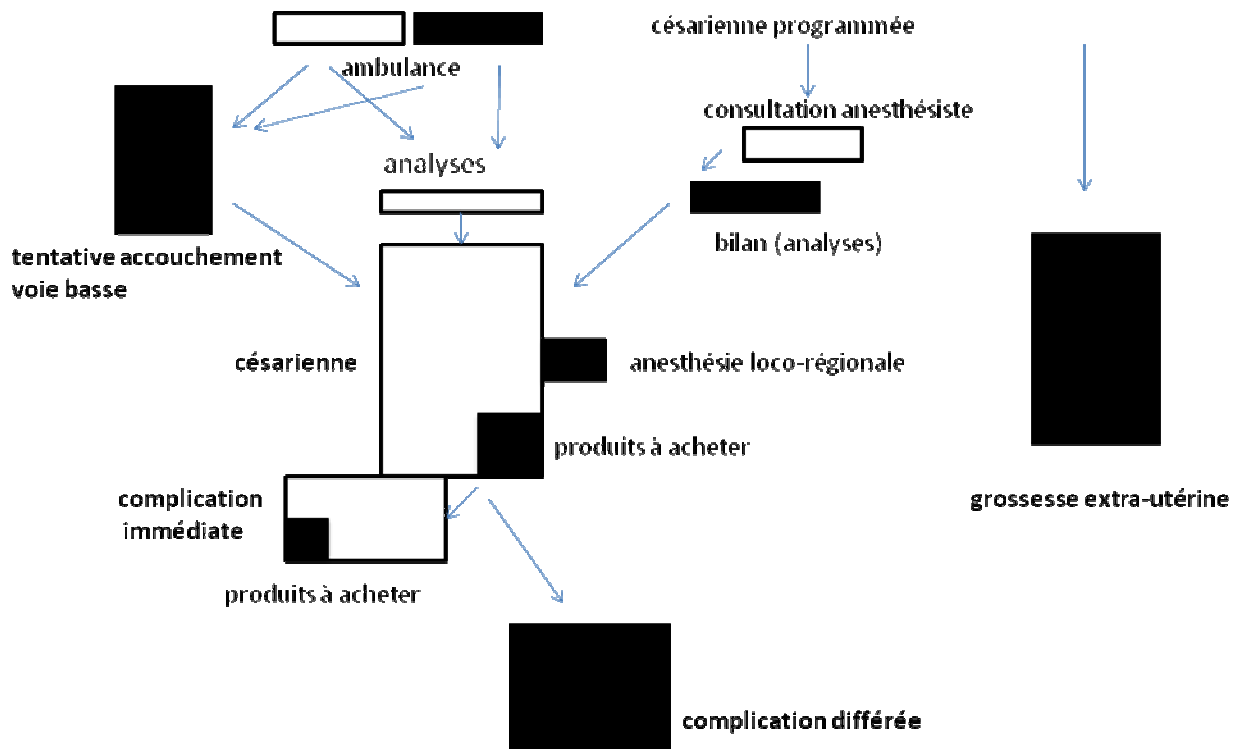 césarienne programmée
ambulance
consultation anesthésiste
analyses
bilan (analyses)
tentative accouchement
voie basse
césarienne
anesthésie loco-régionale
produits à acheter
complication
immédiate
grossesse extra-utérine
produits à acheter
complication différée